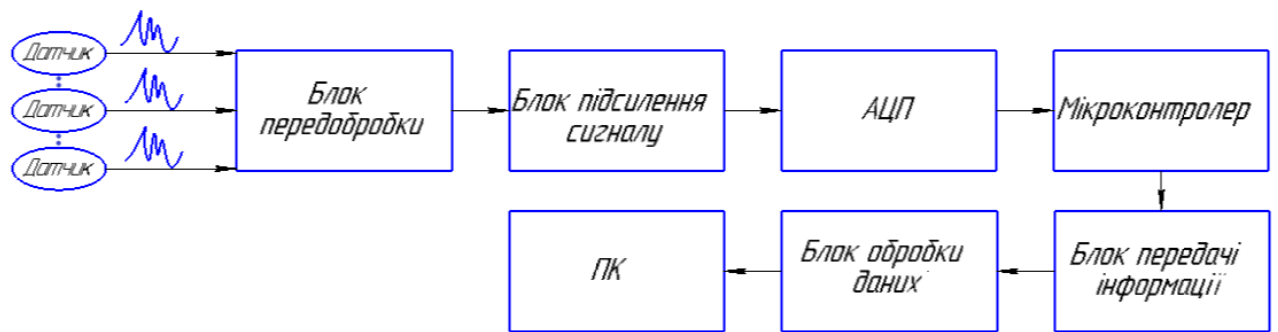 Датчик
Датчик
Датчик
Блок
передобробки
Блок підсилення
сигналу
АЦП
Мікроконтролер
ПК
Блок обробки
даних
Блок передачі
інформації